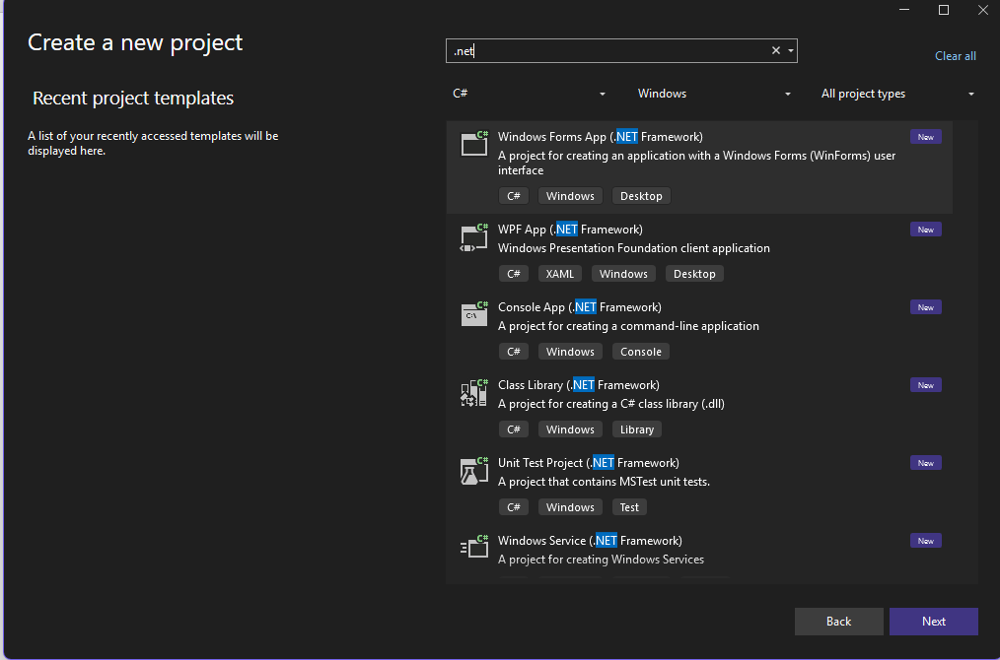 Create a new project
.net
Clear all
Recent project templates
A list of your recently accessed templates will be
displayed here.
C#
Windows
All project types
C#
Windows Forms App (.NET Framework)
New
A project for creating an application with a Windows Forms (WinForms) user
interface
C# Windows Desktop
C#
WPF App (.NET Framework)
New
Windows Presentation Foundation client application
C# XAML Windows Desktop
C#
Console App (.NET Framework)
New
C:\
A project for creating a command-line application
C# Windows Console
C#
Class Library (.NET Framework)
New
A project for creating a C# class library (.dll)
C# Windows Library
C#
Unit Test Project (.NET Framework)
New
A project that contains MSTest unit tests.
C# Windows Test
C#
Windows Service (.NET Framework)
New
A project for creating Windows Services
Back
Next